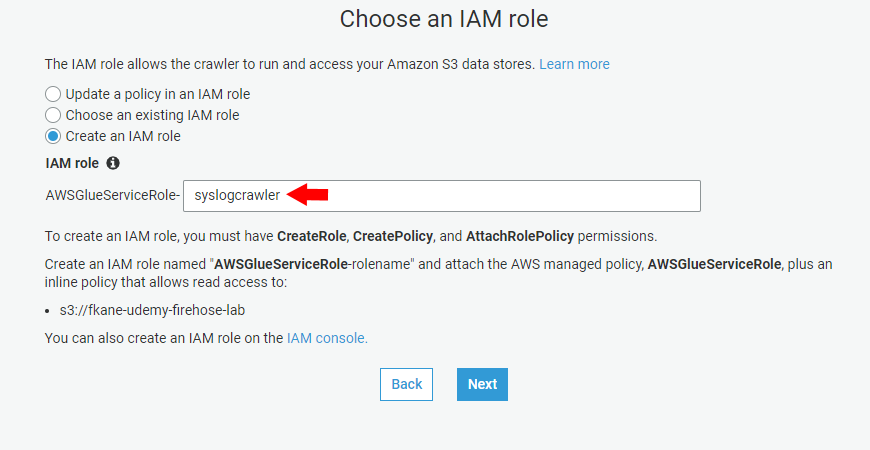 Choose an IAM role
The IAM role allows the crawler to run and access your Amazon S3 data stores. Learn more
Update a policy in an IAM role
Choose an existing IAM role
Create an IAM role
IAM role
AWSGlueServiceRole- syslogcrawler
To create an IAM role, you must have CreateRole, CreatePolicy, and AttachRolePolicy permissions.
Create an IAM role named "AWSGlueServiceRole-rolename" and attach the AWS managed policy, AWSGlueServiceRole, plus an
inline policy that allows read access to:
• s3://fkane-udemy-firehose-lab
You can also create an IAM role on the IAM console.
Back Next